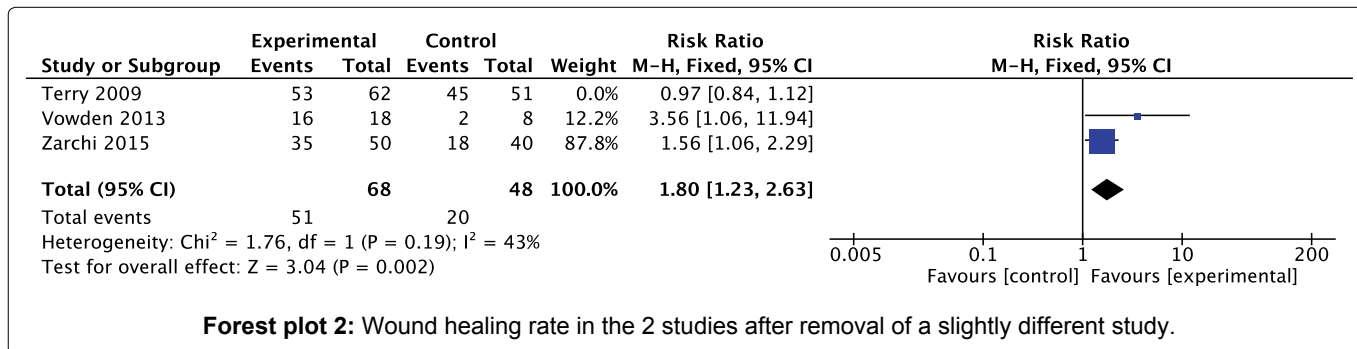 Experimental Control Risk Ratio Risk Ratio
Study or Subgroup Events Total Events Total Weight M-H, Fixed, 95% CI M-H, Fixed, 95% CI
Terry 2009 53 62 45 51 0.0% 0.97 [0.84, 1.12]
Vowden 2013 16 18 2 8 12.2% 3.56 [1.06, 11.94]
Zarchi 2015 35 50 18 40 87.8% 1.56 [1.06, 2.29]
Total (95% CI) 68 48 100.0% 1.80 [1.23, 2.63]
Total events 51 20
Heterogeneity: Chi² = 1.76, df = 1 (P = 0.19); I² = 43%
Test for overall effect: Z = 3.04 (P = 0.002)
0.005 0.1 1 10 200
Favours [control] Favours [experimental]
Forest plot 2: Wound healing rate in the 2 studies after removal of a slightly different study.